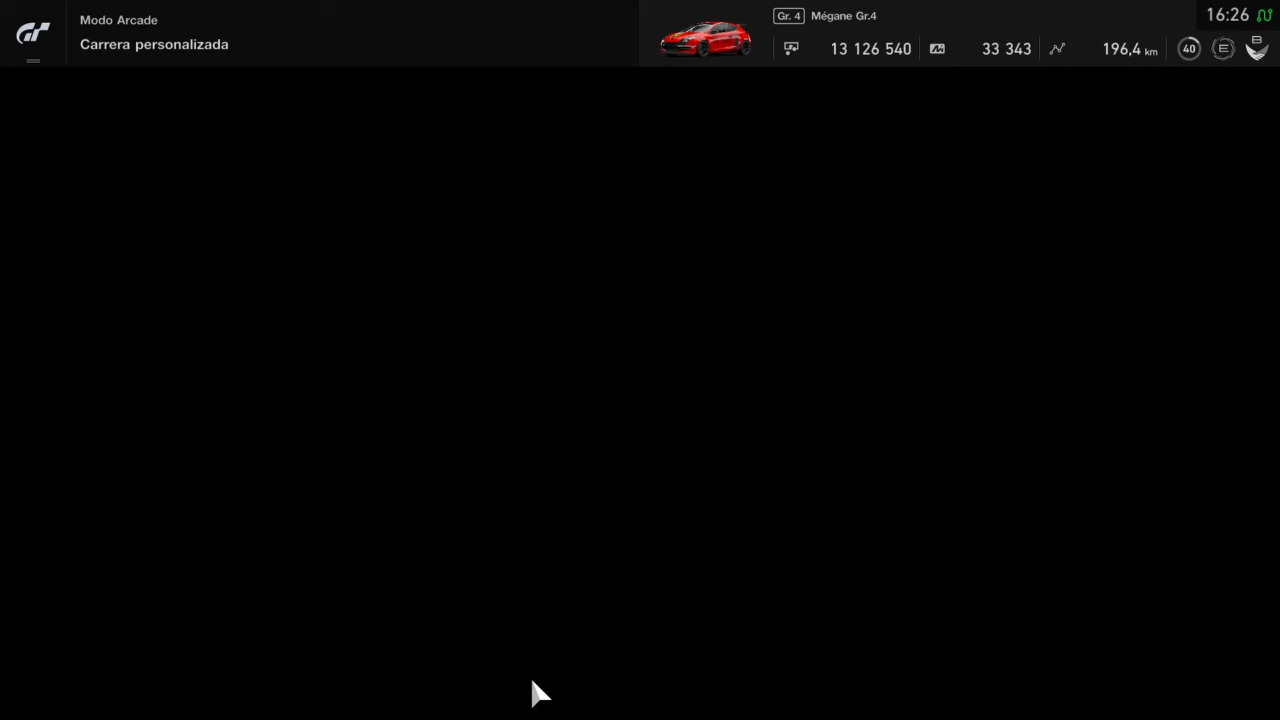 Modo Arcade
Carrera personalizada
Gr. 4 Mégane Gr.4
13 126 540 33 343 196,4 km 40 E B
16:26